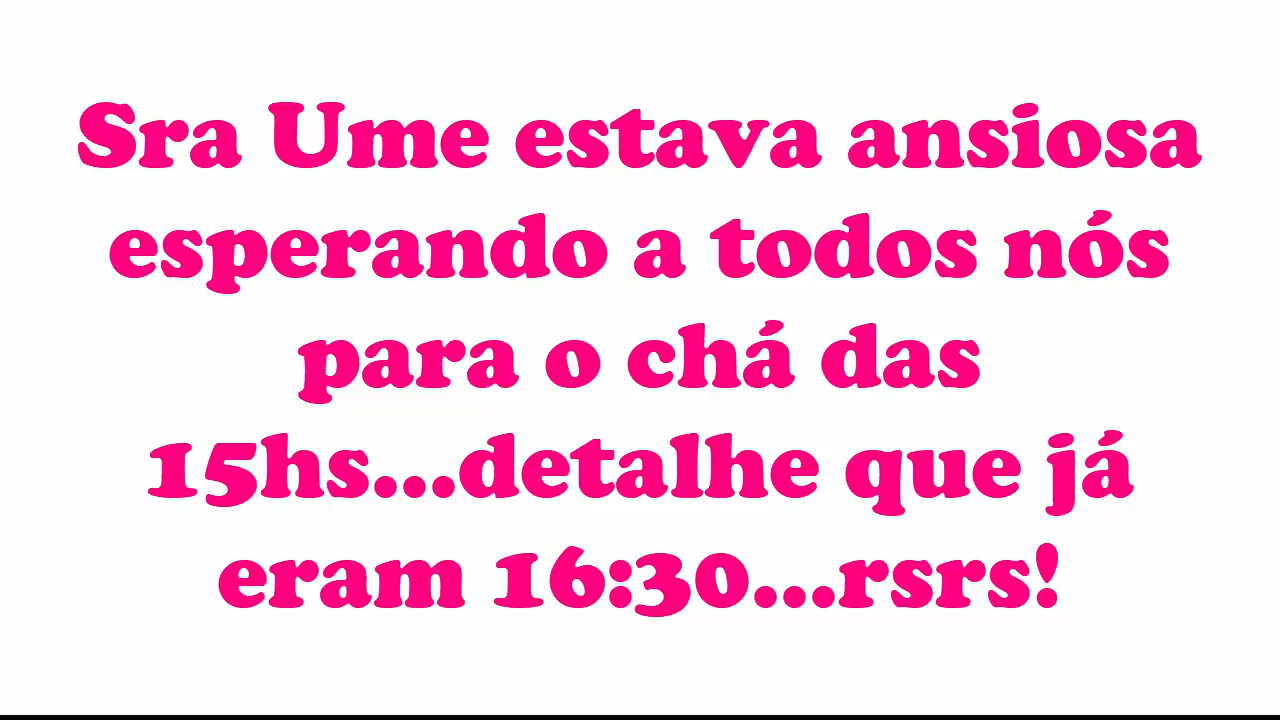 Sra Ume estava ansiosa
esperando a todos nós
para o chá das
15hs...detalhe que já
eram 16:30...rsrs!